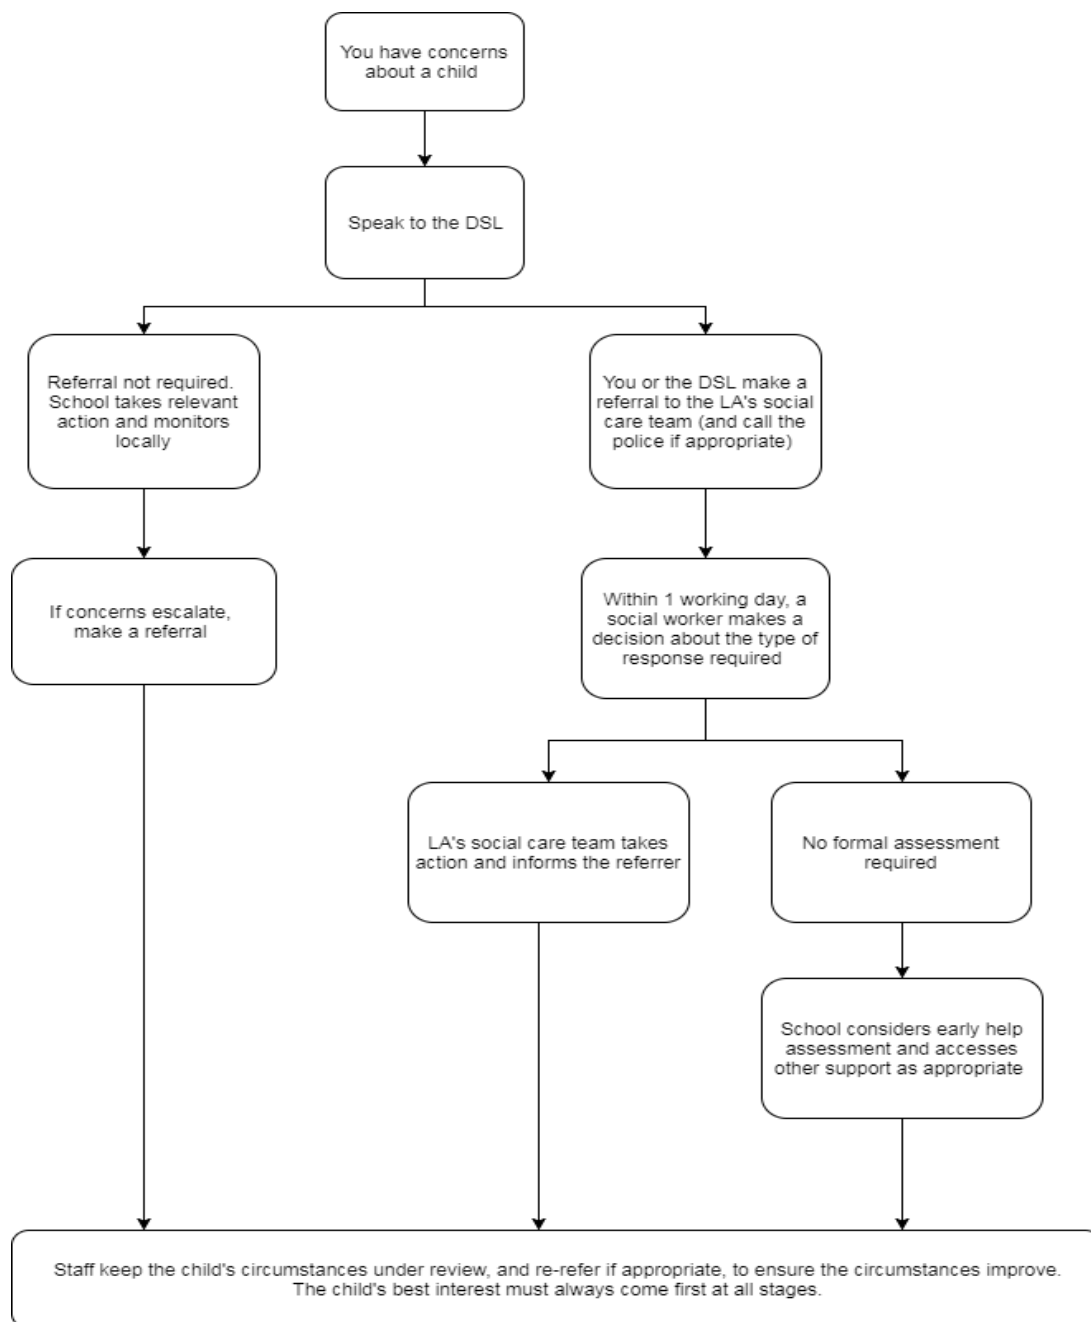 You have concerns
about a child
Speak to the DSL
Referral not required.
School takes relevant
action and monitors
locally
You or the DSL make a
referral to the LA's social
care team (and call the
police if appropriate)
If concerns escalate,
make a referral
Within 1 working day, a
social worker makes a
decision about the type of
response required
LA's social care team takes
action and informs the referrer
No formal assessment
required
School considers early help
assessment and accesses
other support as appropriate
Staff keep the child's circumstances under review, and re-refer if appropriate, to ensure the circumstances improve.
The child's best interest must always come first at all stages.